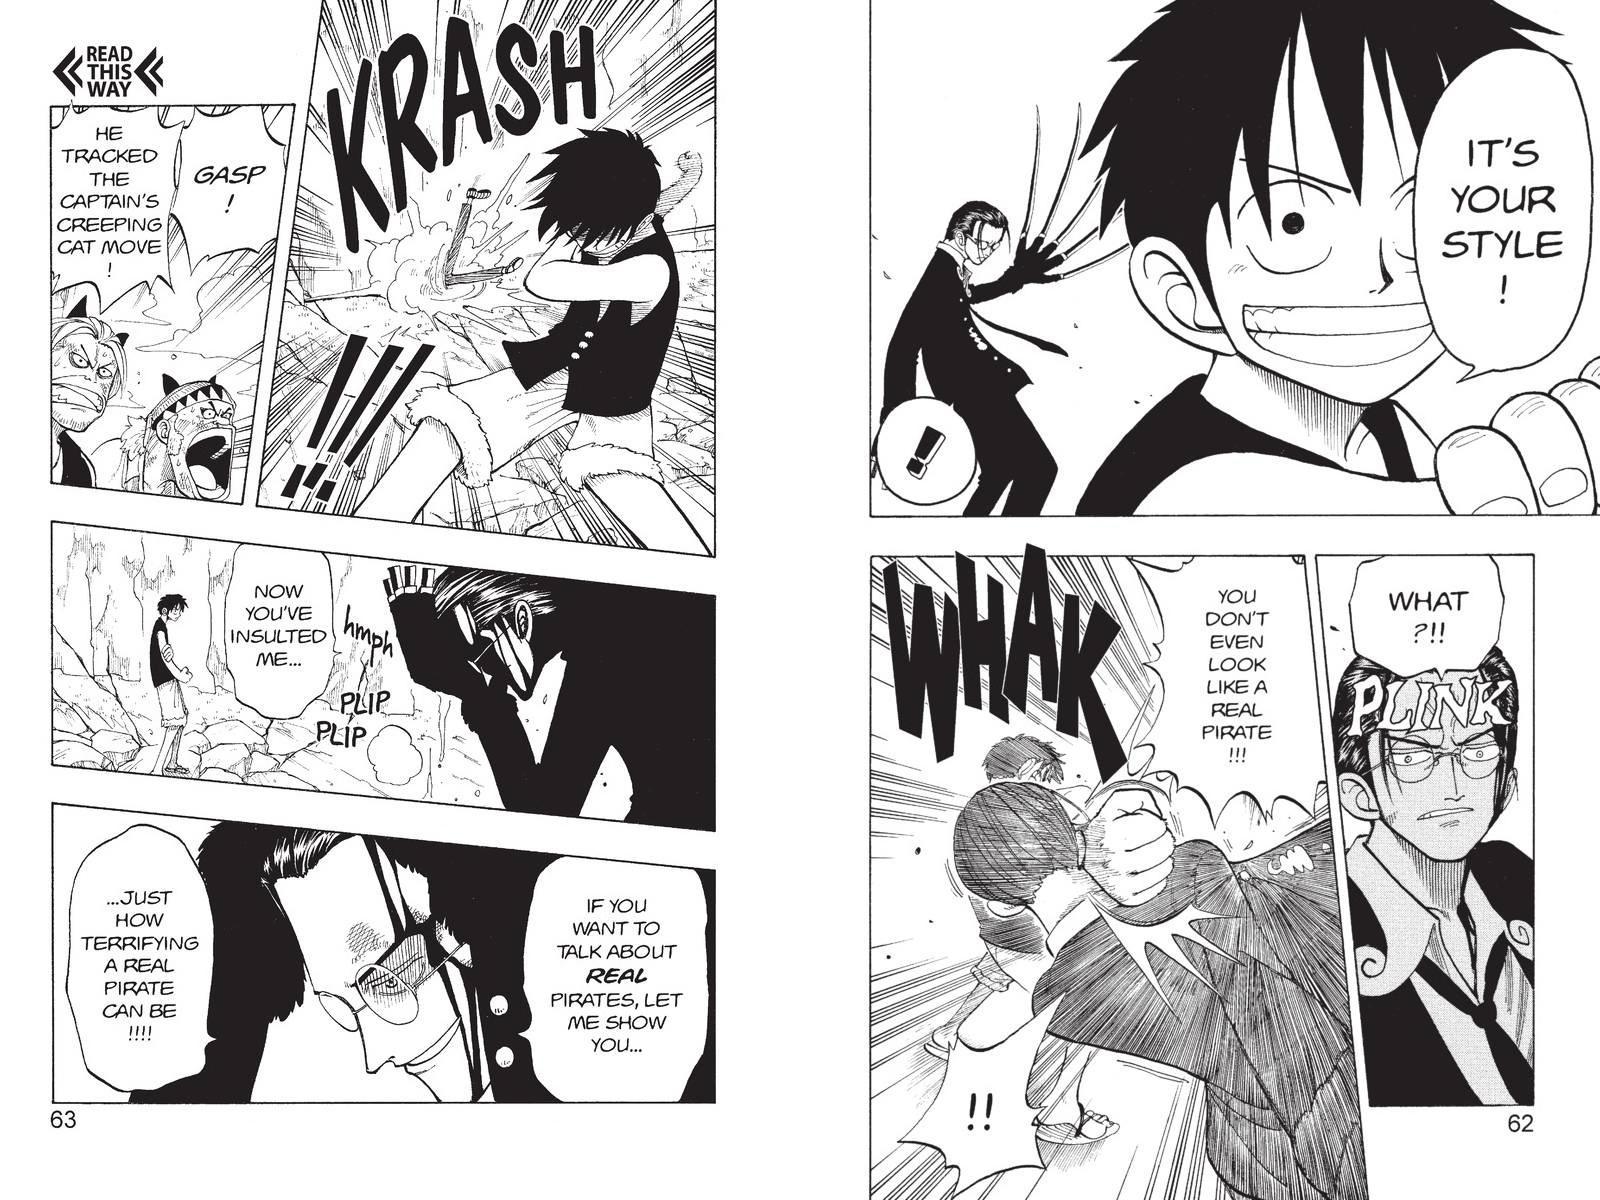 IT'S
YOUR
STYLE
!
WHAT
?!!
PLINK
YOU
DON'T
EVEN
LOOK
LIKE A
REAL
PIRATE
!!!
WHAK
!!
62
READ
THIS
WAY
KRASH
!!!
GASP
!
HE
TRACKED
THE
CAPTAIN'S
CREEPING
CAT MOVE
!
hmph
PLIP
PLIP
NOW
YOU'VE
INSULTED
ME...
IF YOU
WANT TO
TALK ABOUT
REAL
PIRATES, LET
ME SHOW
YOU...
...JUST
HOW
TERRIFYING
A REAL
PIRATE
CAN BE
!!!!
63